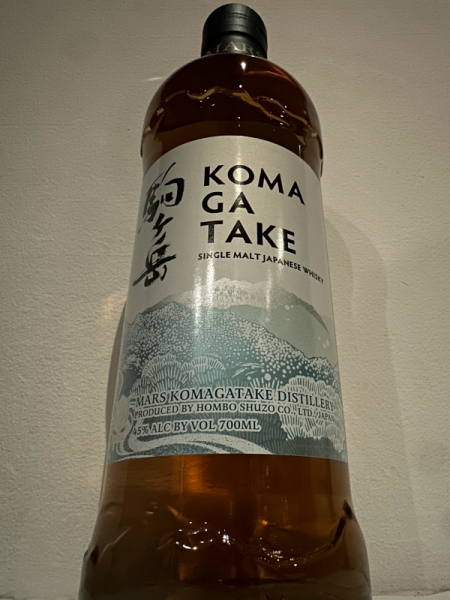 駒ヶ岳
KOMA
GA
TAKE
SINGLE MALT JAPANESE WHISKY
MARS KOMAGATAKE DISTILLERY
PRODUCED BY HOMBO SHUZO CO., LTD., JAPAN
45% ALC BY VOL 700ML